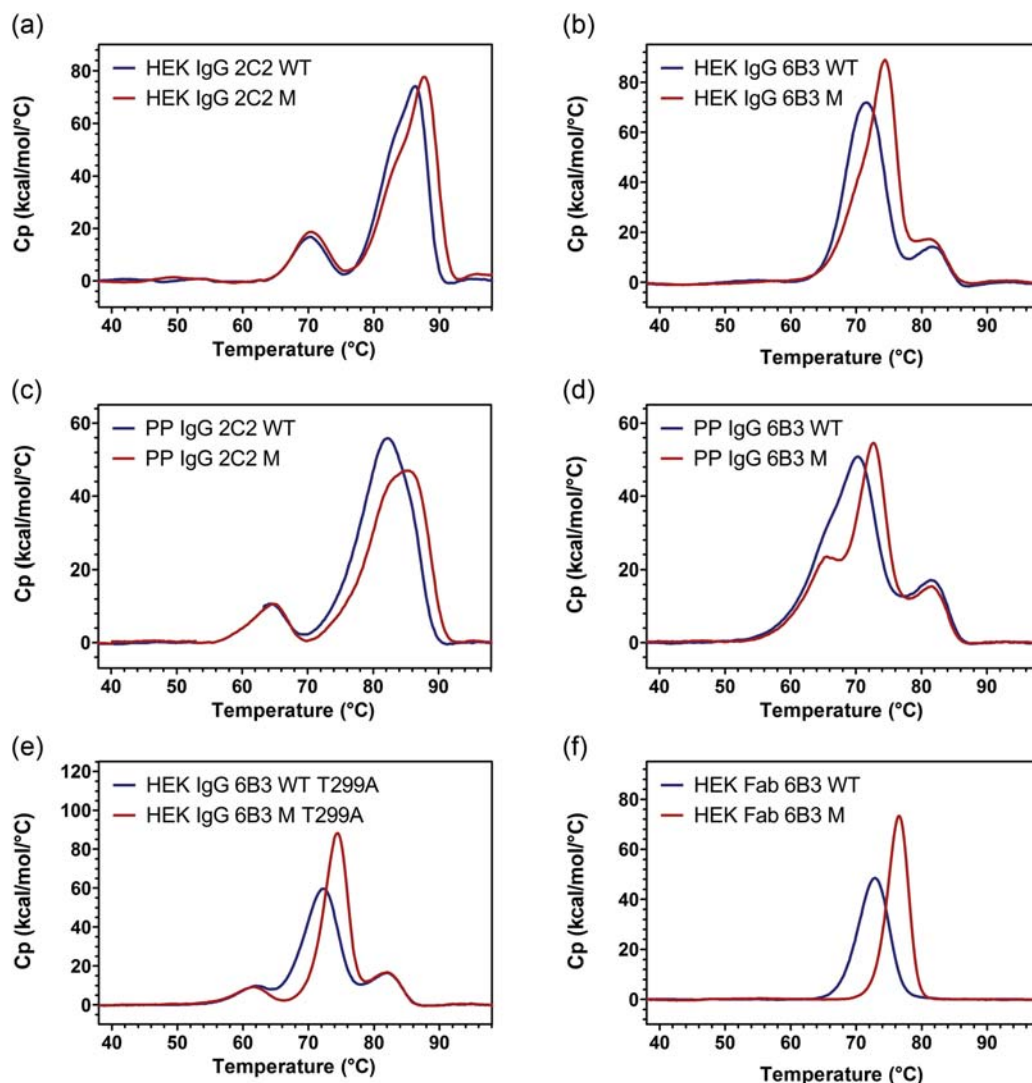 (a)
HEK IgG 2C2 WT
HEK IgG 2C2 M
Cp (kcal/mol/°C)
80
60
40
20
0
40 50 60 70 80 90
Temperature (°C)
(b)
HEK IgG 6B3 WT
HEK IgG 6B3 M
Cp (kcal/mol/°C)
80
60
40
20
0
40 50 60 70 80 90
Temperature (°C)
(c)
PP IgG 2C2 WT
PP IgG 2C2 M
Cp (kcal/mol/°C)
60
40
20
0
40 50 60 70 80 90
Temperature (°C)
(d)
PP IgG 6B3 WT
PP IgG 6B3 M
Cp (kcal/mol/°C)
60
40
20
0
40 50 60 70 80 90
Temperature (°C)
(e)
HEK IgG 6B3 WT T299A
HEK IgG 6B3 M T299A
Cp (kcal/mol/°C)
120
100
80
60
40
20
0
40 50 60 70 80 90
Temperature (°C)
(f)
HEK Fab 6B3 WT
HEK Fab 6B3 M
Cp (kcal/mol/°C)
80
60
40
20
0
40 50 60 70 80 90
Temperature (°C)